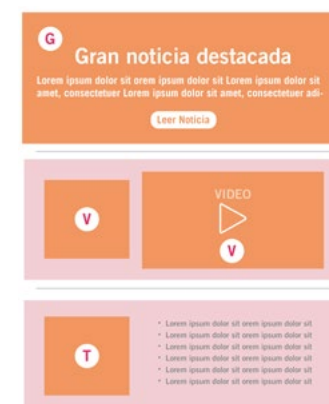 G
Gran noticia destacada
Lorem ipsum dolor sit orem ipsum dolor sit Lorem ipsum dolor sit
amet, consectetuer Lorem ipsum dolor sit amet, consectetuer adi-
Leer Noticia
V
VIDEO
V
T
• Lorem ipsum dolor sit orem ipsum dolor sit
• Lorem ipsum dolor sit orem ipsum dolor sit
• Lorem ipsum dolor sit orem ipsum dolor sit
• Lorem ipsum dolor sit orem ipsum dolor sit
• Lorem ipsum dolor sit orem ipsum dolor sit
• Lorem ipsum dolor sit orem ipsum dolor sit